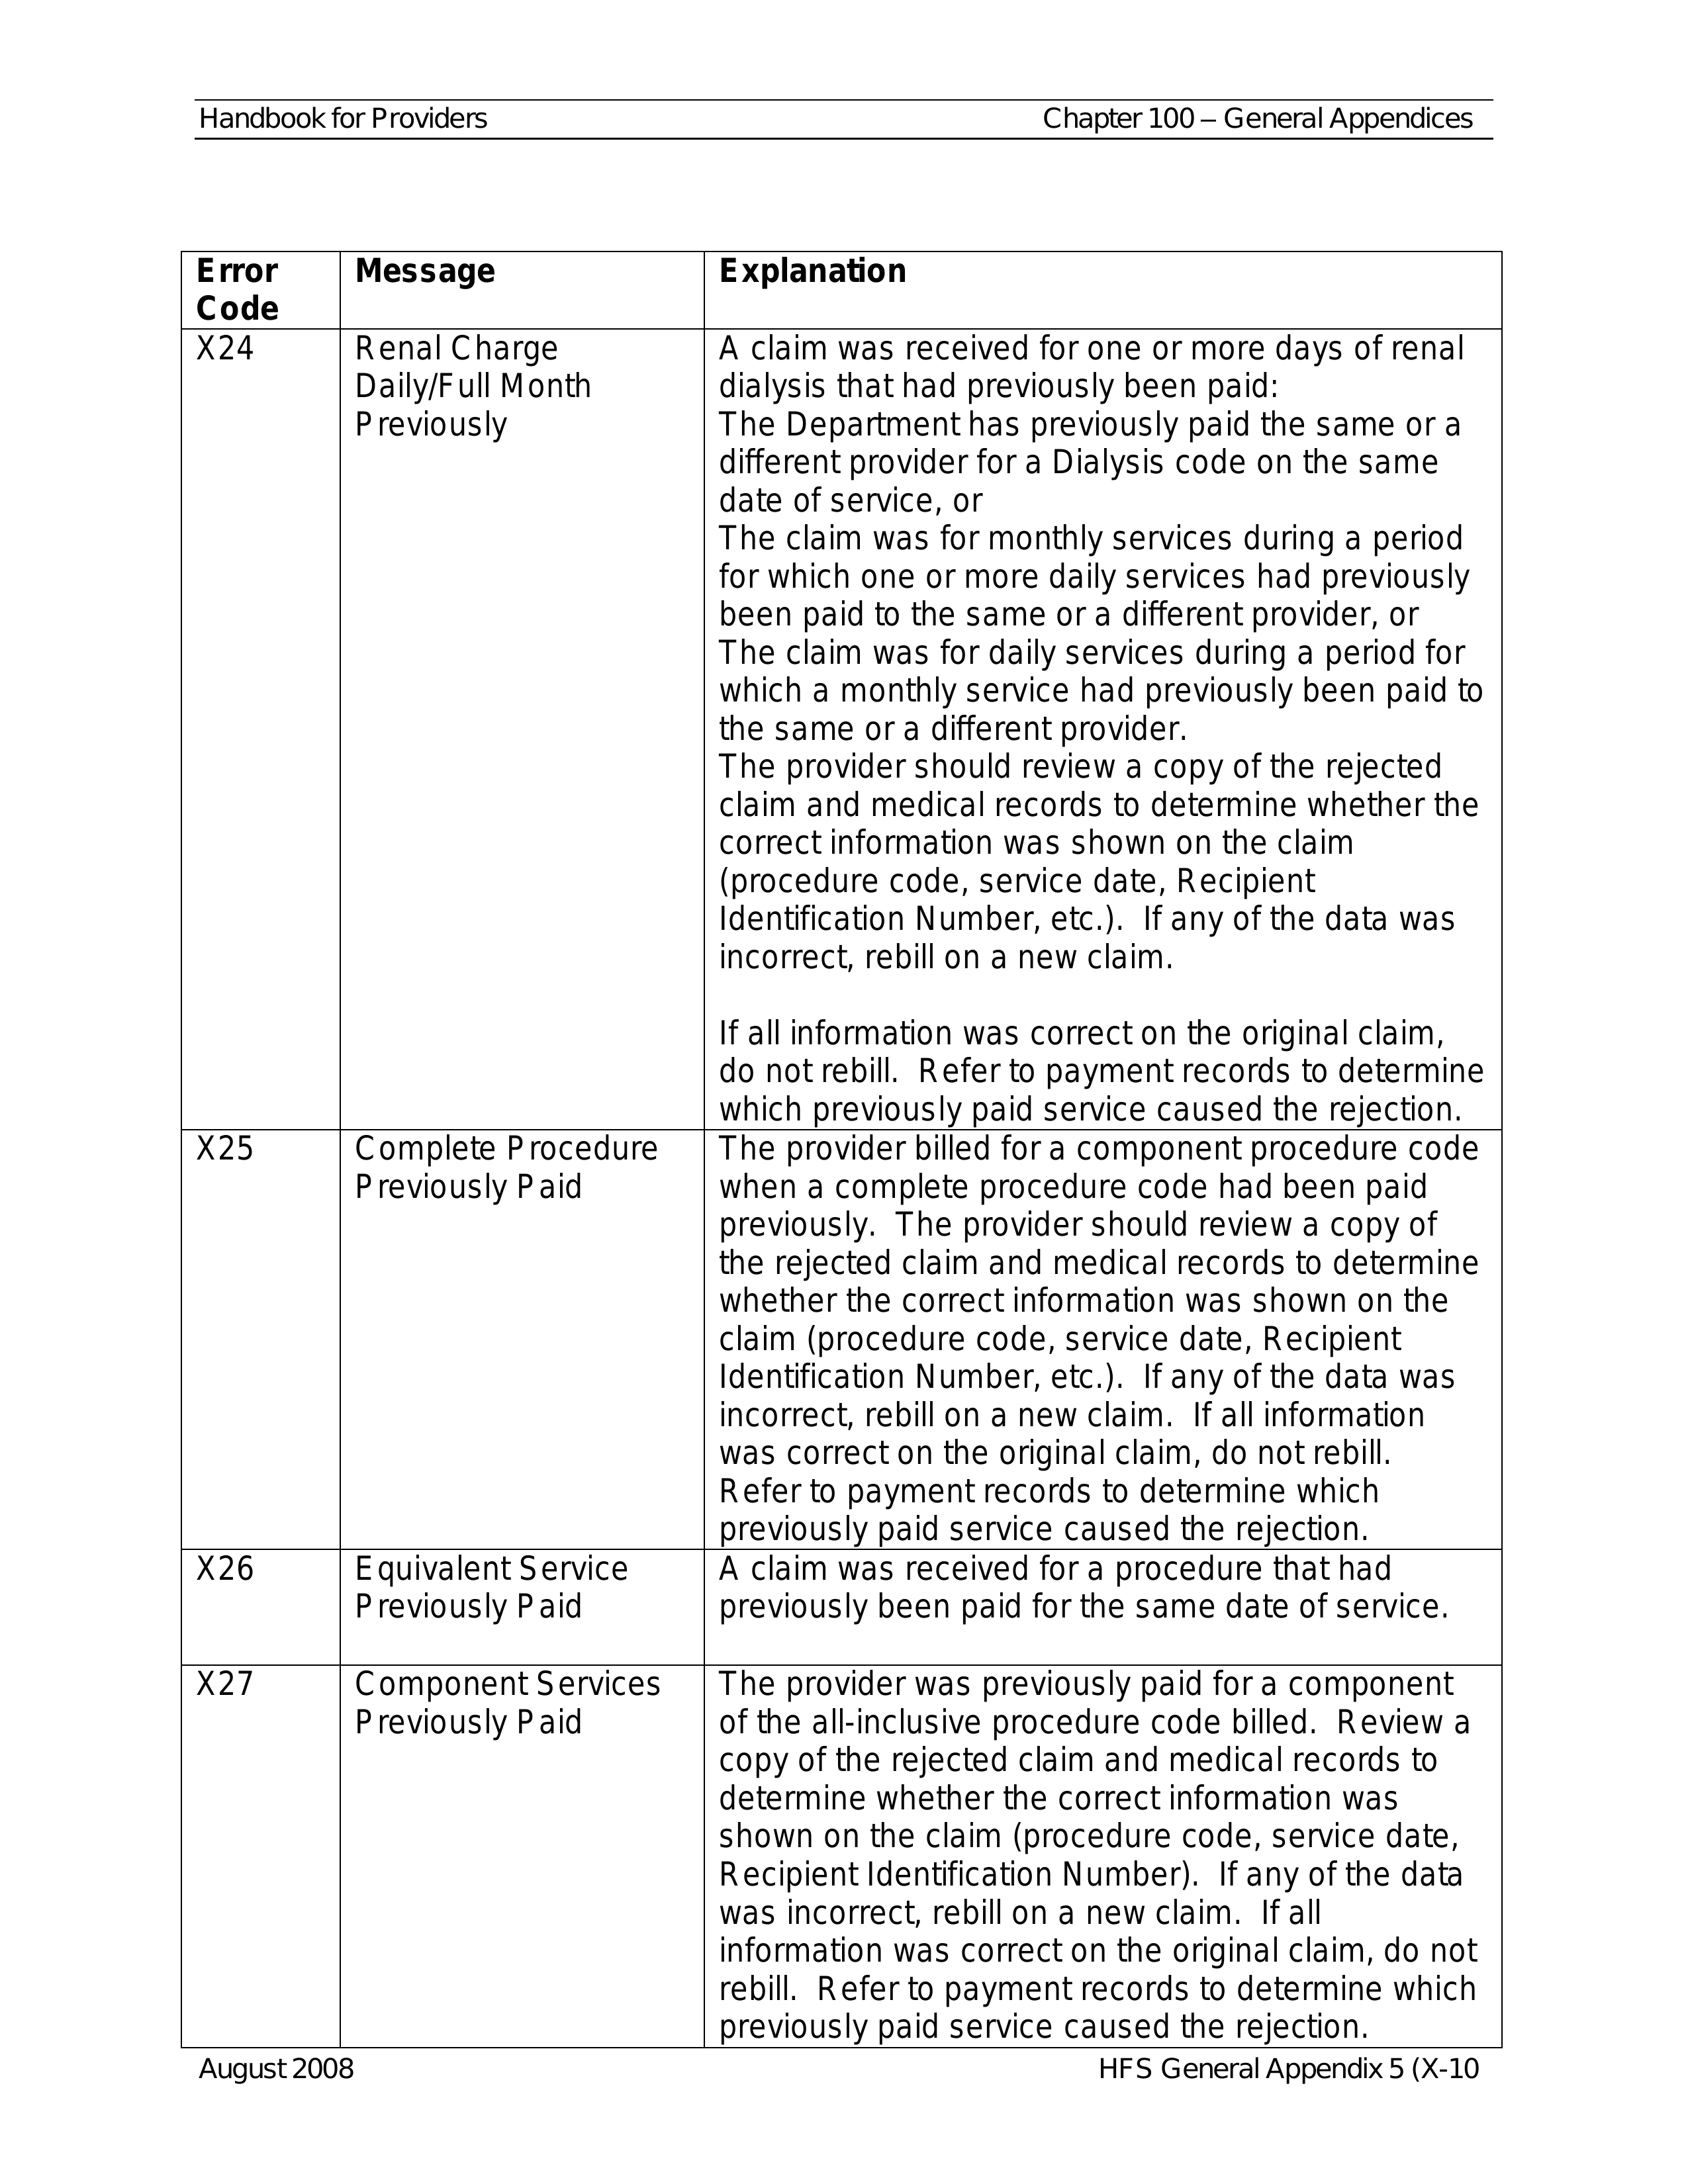 Handbook for Providers
Chapter 100 – General Appendices
Error
Code
Message
Explanation
X24
Renal Charge
Daily/Full Month
Previously
A claim was received for one or more days of renal
dialysis that had previously been paid:
The Department has previously paid the same or a
different provider for a Dialysis code on the same
date of service, or
The claim was for monthly services during a period
for which one or more daily services had previously
been paid to the same or a different provider, or
The claim was for daily services during a period for
which a monthly service had previously been paid to
the same or a different provider.
The provider should review a copy of the rejected
claim and medical records to determine whether the
correct information was shown on the claim
(procedure code, service date, Recipient
Identification Number, etc.).  If any of the data was
incorrect, rebill on a new claim.
If all information was correct on the original claim,
do not rebill.  Refer to payment records to determine
which previously paid service caused the rejection.
X25
Complete Procedure
Previously Paid
The provider billed for a component procedure code
when a complete procedure code had been paid
previously.  The provider should review a copy of
the rejected claim and medical records to determine
whether the correct information was shown on the
claim (procedure code, service date, Recipient
Identification Number, etc.).  If any of the data was
incorrect, rebill on a new claim.  If all information
was correct on the original claim, do not rebill.
Refer to payment records to determine which
previously paid service caused the rejection.
X26
Equivalent Service
Previously Paid
A claim was received for a procedure that had
previously been paid for the same date of service.
X27
Component Services
Previously Paid
The provider was previously paid for a component
of the all-inclusive procedure code billed.  Review a
copy of the rejected claim and medical records to
determine whether the correct information was
shown on the claim (procedure code, service date,
Recipient Identification Number).  If any of the data
was incorrect, rebill on a new claim.  If all
information was correct on the original claim, do not
rebill.  Refer to payment records to determine which
previously paid service caused the rejection.
August 2008
HFS General Appendix 5 (X-10